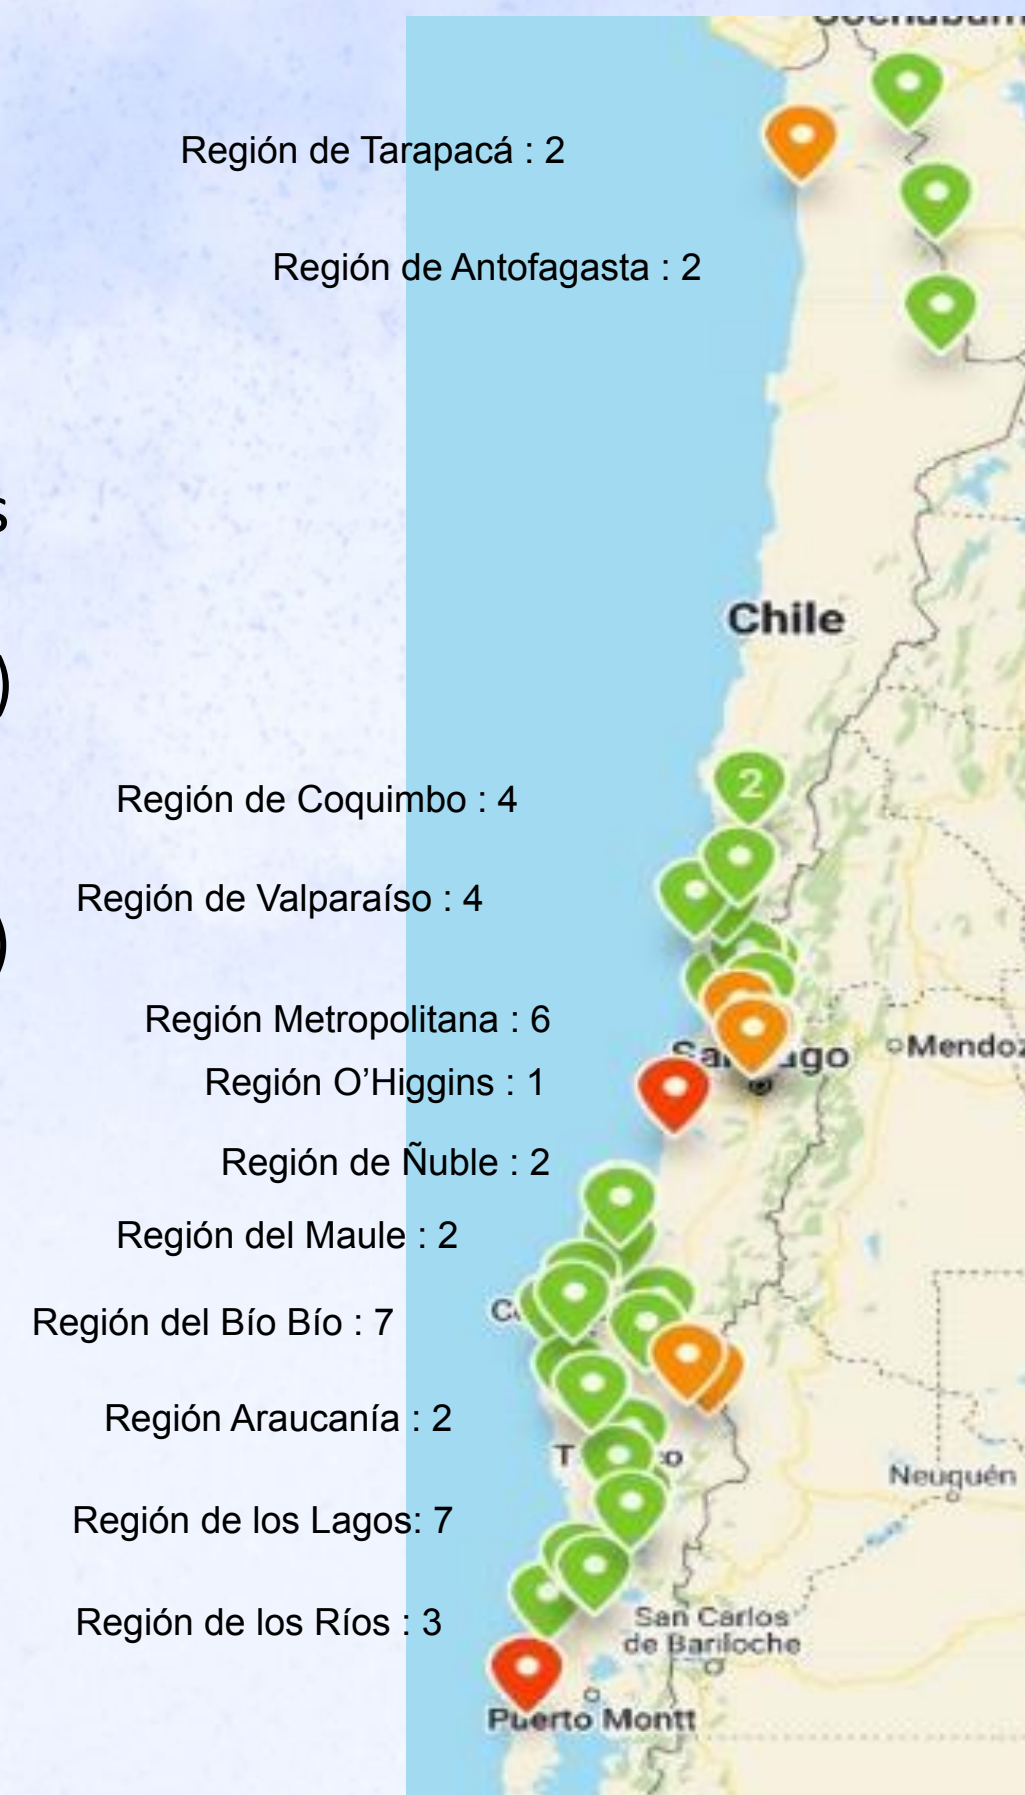 Región de Tarapacá : 2
Región de Antofagasta : 2
s
Chile
)
2
Región de Coquimbo : 4
Región de Valparaíso : 4
)
Región Metropolitana : 6
Mendoz
Región O’Higgins : 1
Región de Ñuble : 2
Región del Maule : 2
Región del Bío Bío : 7
Región Araucanía : 2
Neuquén
Región de los Lagos: 7
San Carlos
de Bariloche
Región de los Ríos : 3
Puerto Montt